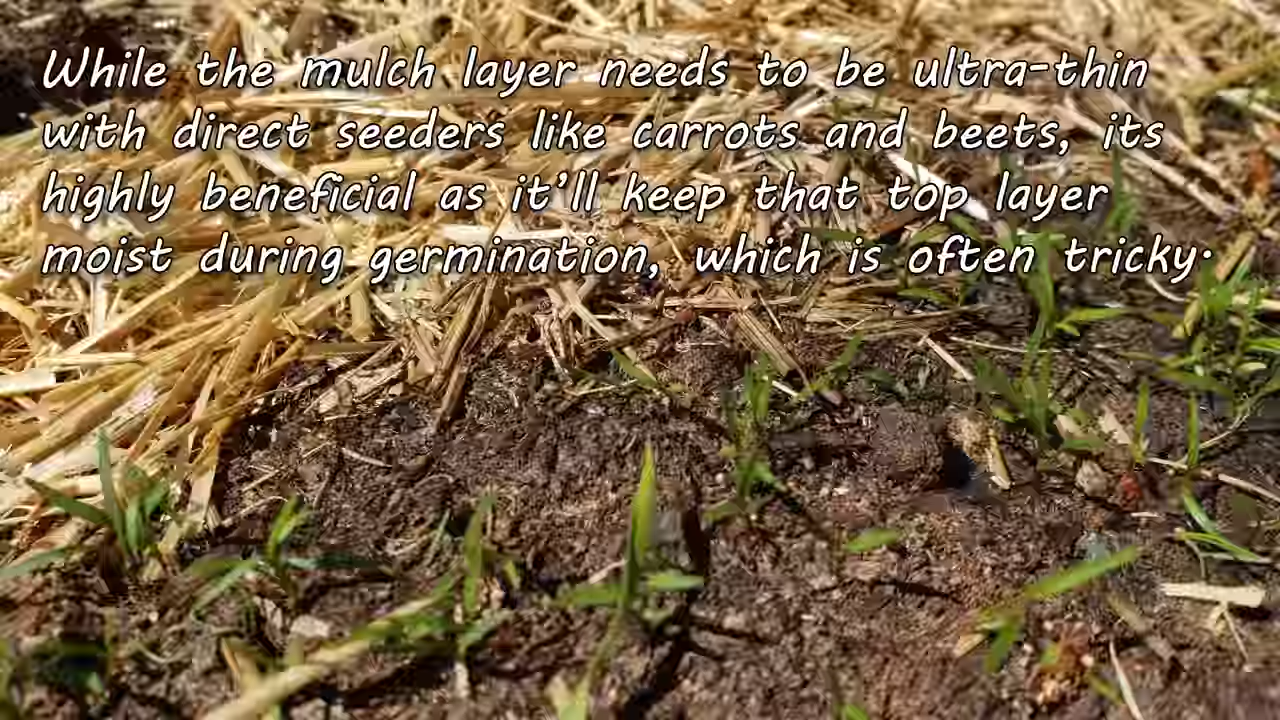 While the mulch layer needs to be ultra-thin
with direct seeders like carrots and beets, its
highly beneficial as it’ll keep that top layer
moist during germination, which is often tricky.